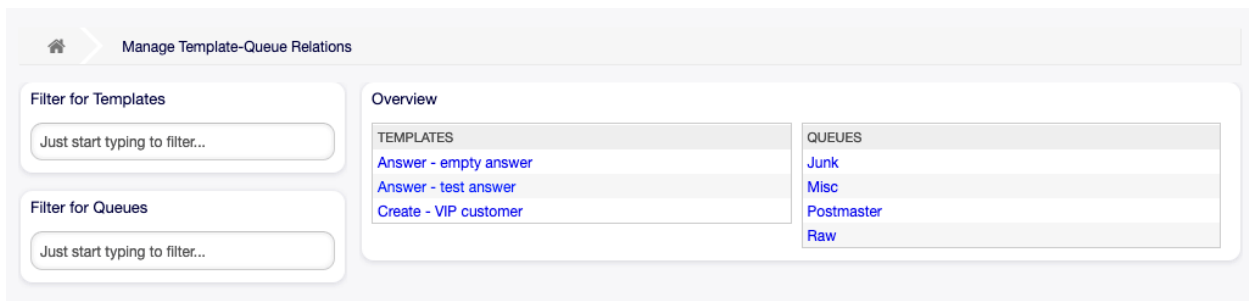 Manage Template-Queue Relations
Filter for Templates
Just start typing to filter...
Filter for Queues
Just start typing to filter...
Overview
TEMPLATES
Answer - empty answer
Answer - test answer
Create - VIP customer
QUEUES
Junk
Misc
Postmaster
Raw